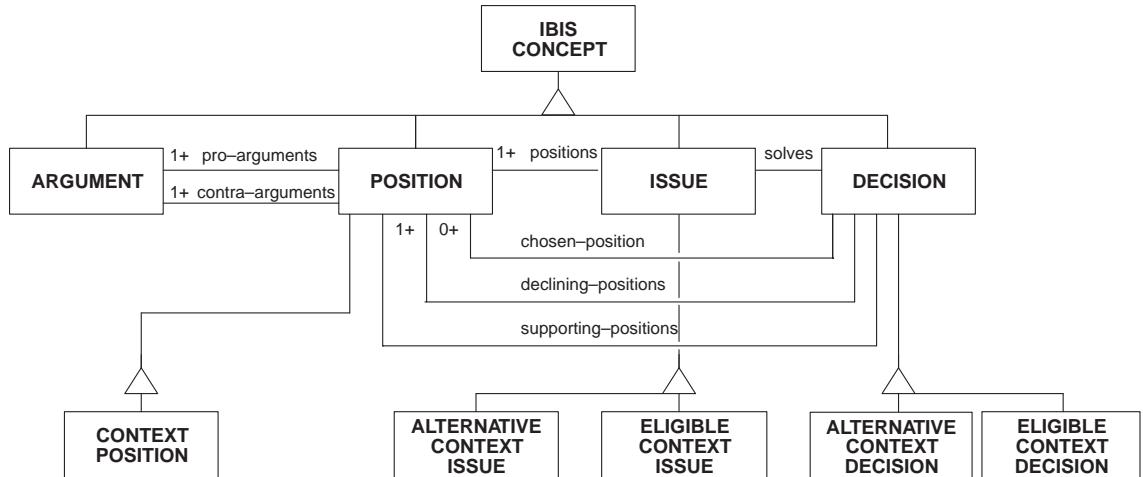 IBIS
CONCEPT
1+ pro–arguments
1+ positions
solves
ARGUMENT
POSITION
ISSUE
DECISION
1+ contra–arguments
1+
0+
chosen–position
declining–positions
supporting–positions
CONTEXT
POSITION
ALTERNATIVE
CONTEXT
ISSUE
ELIGIBLE
CONTEXT
ISSUE
ALTERNATIVE
CONTEXT
DECISION
ELIGIBLE
CONTEXT
DECISION